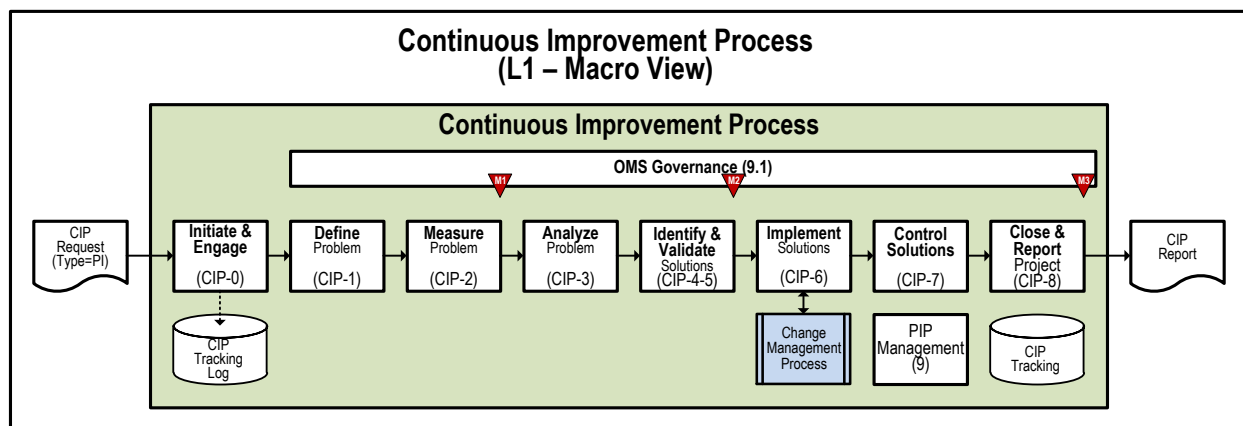 Continuous Improvement Process
(L1 – Macro View)
Continuous Improvement Process
OMS Governance (9.1)
M1
M2
M3
CIP
Request
(Type=PI)
Initiate &
Engage
(CIP-0)
Define
Problem
(CIP-1)
Measure
Problem
(CIP-2)
Analyze
Problem
(CIP-3)
Identify &
Validate
Solutions
(CIP-4-5)
Implement
Solutions
(CIP-6)
Control
Solutions
(CIP-7)
Close &
Report
Project
(CIP-8)
CIP
Report
CIP
Tracking
Log
Change
Management
Process
PIP
Management
(9)
CIP
Tracking